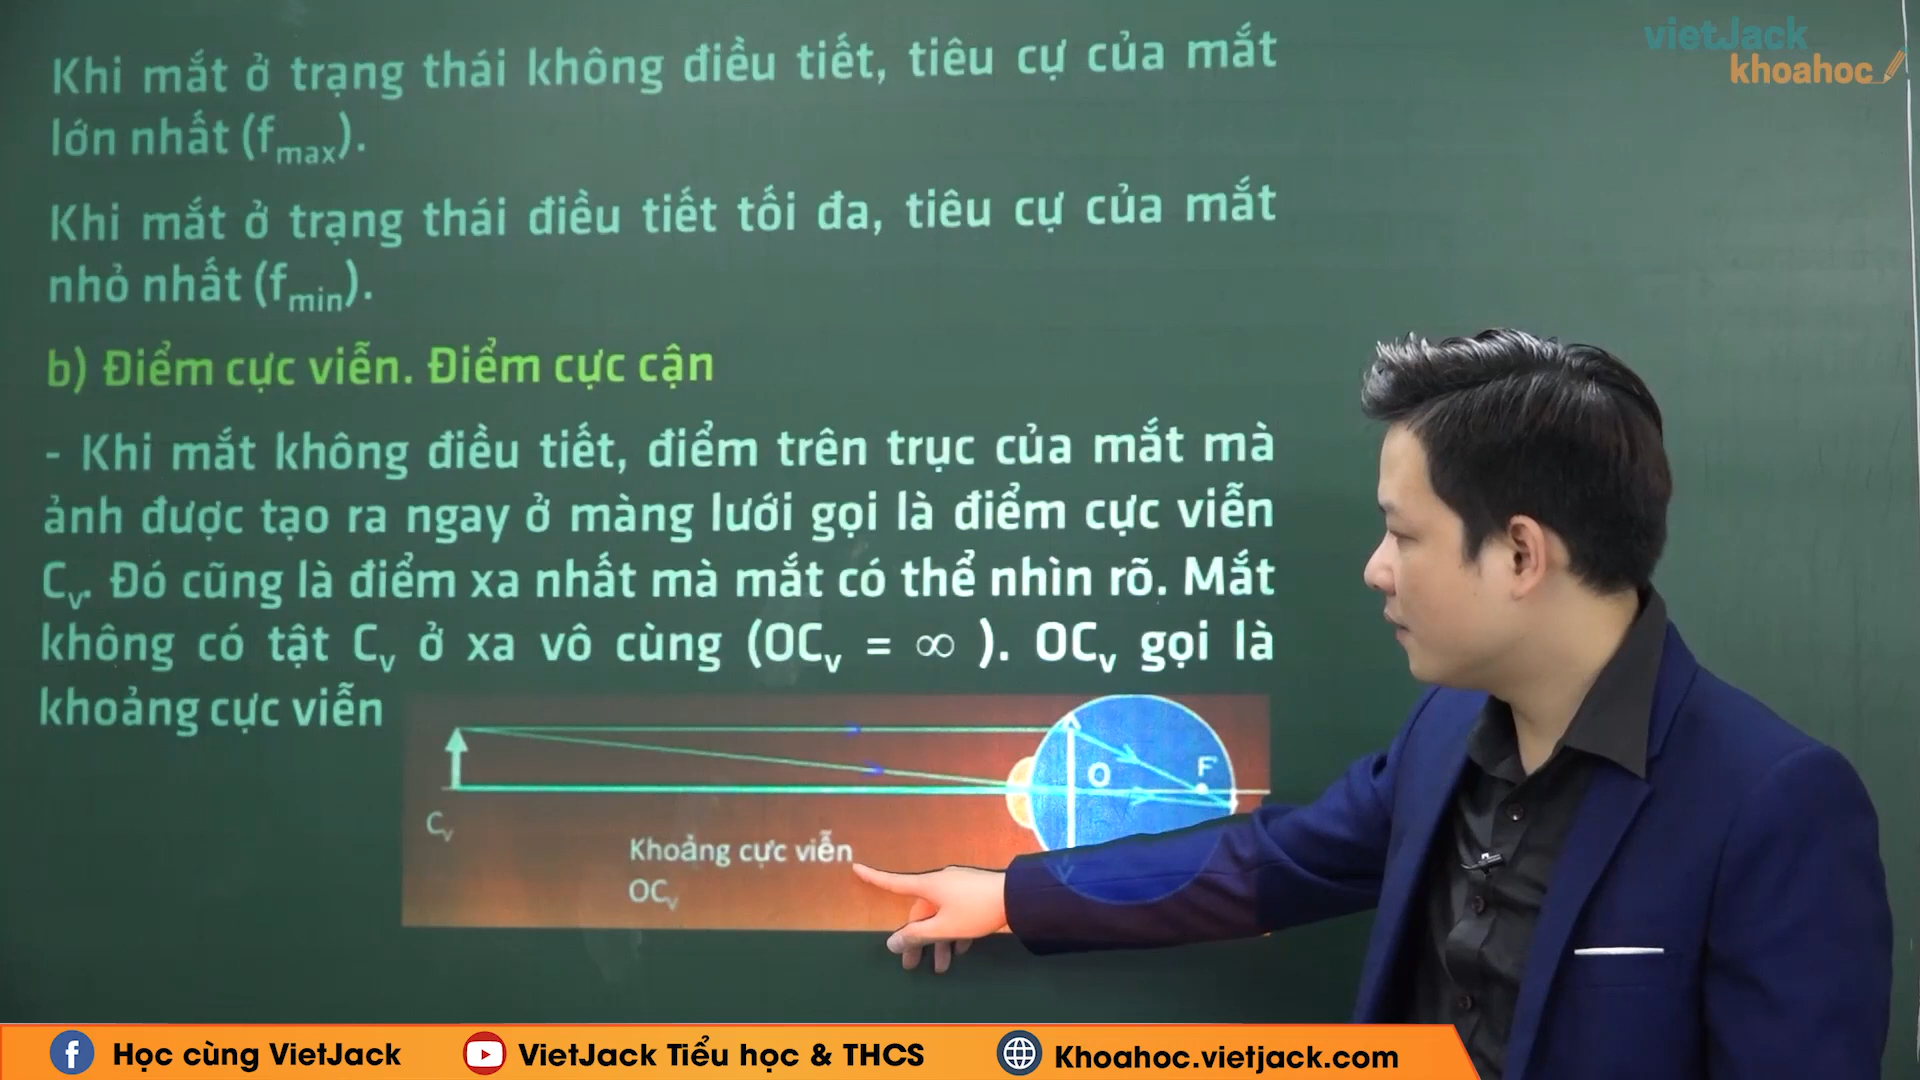 vietJack
khoahoc
Khi mắt ở trạng thái không điều tiết, tiêu cự của mắt
lớn nhất (fmax).
Khi mắt ở trạng thái điều tiết tối đa, tiêu cự của mắt
nhỏ nhất (fmin).
b) Điểm cực viễn. Điểm cực cận
- Khi mắt không điều tiết, điểm trên trục của mắt mà
ảnh được tạo ra ngay ở màng lưới gọi là điểm cực viễn
Cv. Đó cũng là điểm xa nhất mà mắt có thể nhìn rõ. Mắt
không có tật Cv ở xa vô cùng (OCv = ∞ ). OCv gọi là
khoảng cực viễn
O
F'
Cv
Khoảng cực viễn
OCv
Học cùng VietJack
VietJack Tiểu học & THCS
Khoahoc.vietjack.com